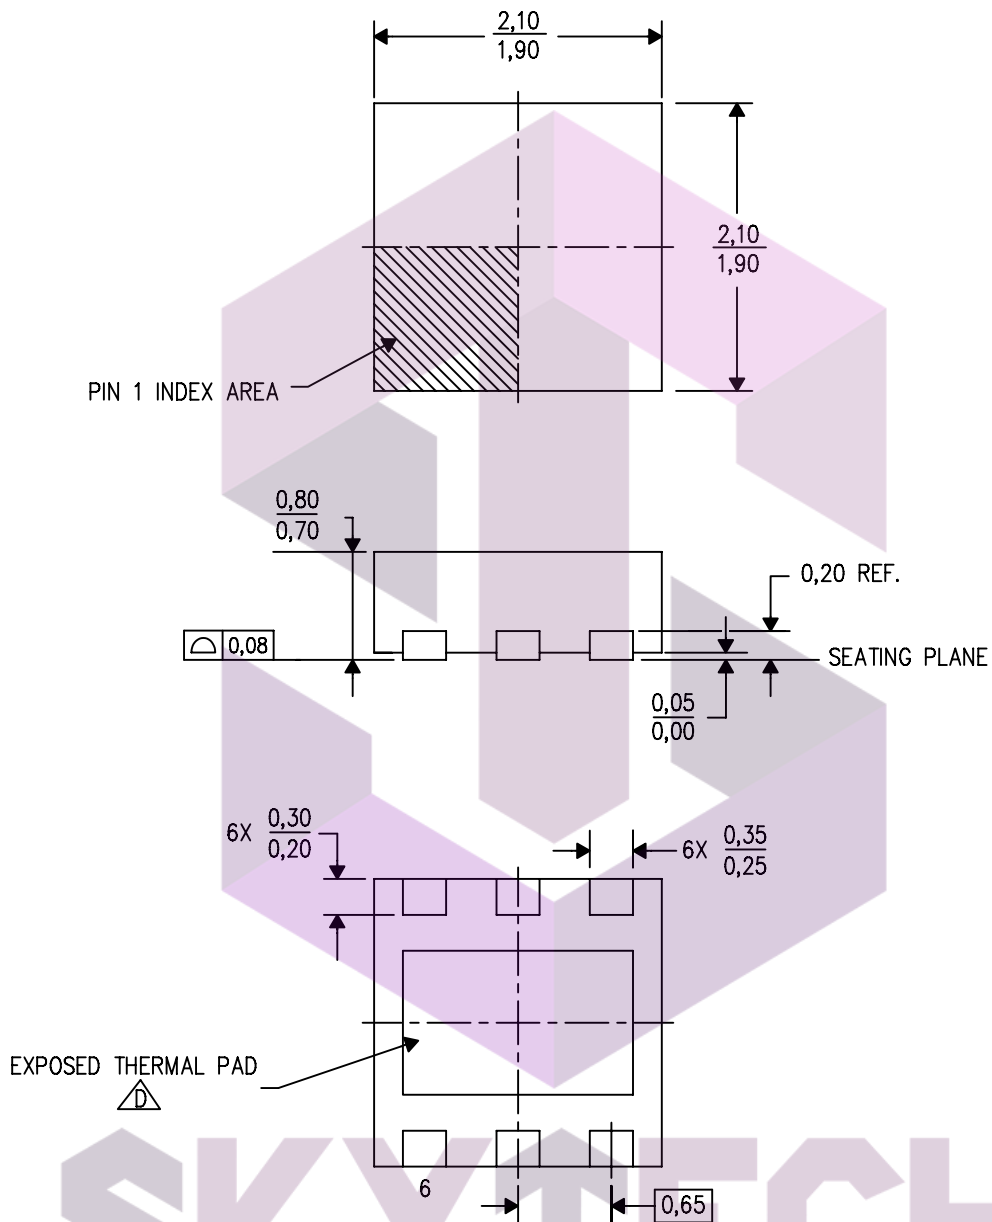 2,10
1,90
2,10
1,90
PIN 1 INDEX AREA
0,80
0,70
0,20 REF.
0,08
SEATING PLANE
0,05
0,00
6X 0,30
0,20
6X 0,35
0,25
EXPOSED THERMAL PAD
D
6
0,65
SKYTECH